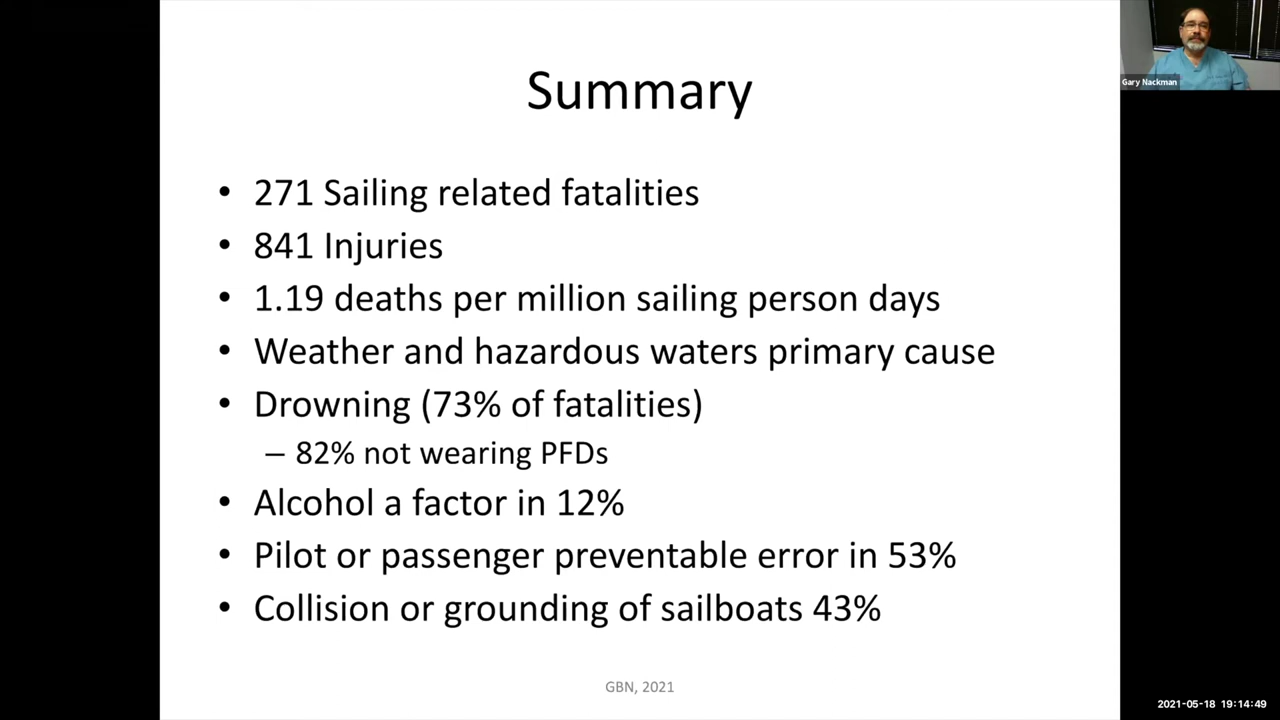 Summary
• 271 Sailing related fatalities
• 841 Injuries
• 1.19 deaths per million sailing person days
• Weather and hazardous waters primary cause
• Drowning (73% of fatalities)
– 82% not wearing PFDs
• Alcohol a factor in 12%
• Pilot or passenger preventable error in 53%
• Collision or grounding of sailboats 43%
GBN, 2021
Gary Nackman
2021-05-18 19:14:49